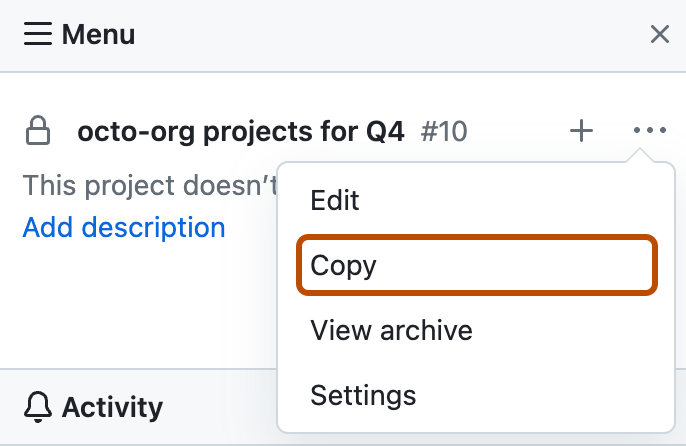 Menu
octo-org projects for Q4 #10
This project doesn't
Add description
Edit
Copy
View archive
Settings
Activity